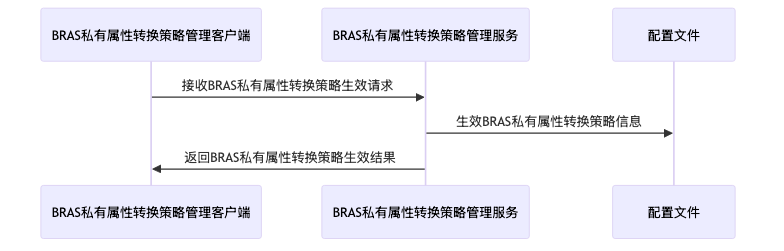 BRAS私有属性转换策略管理客户端
BRAS私有属性转换策略管理服务
配置文件
接收BRAS私有属性转换策略生效请求
生效BRAS私有属性转换策略信息
返回BRAS私有属性转换策略生效结果
BRAS私有属性转换策略管理客户端
BRAS私有属性转换策略管理服务
配置文件